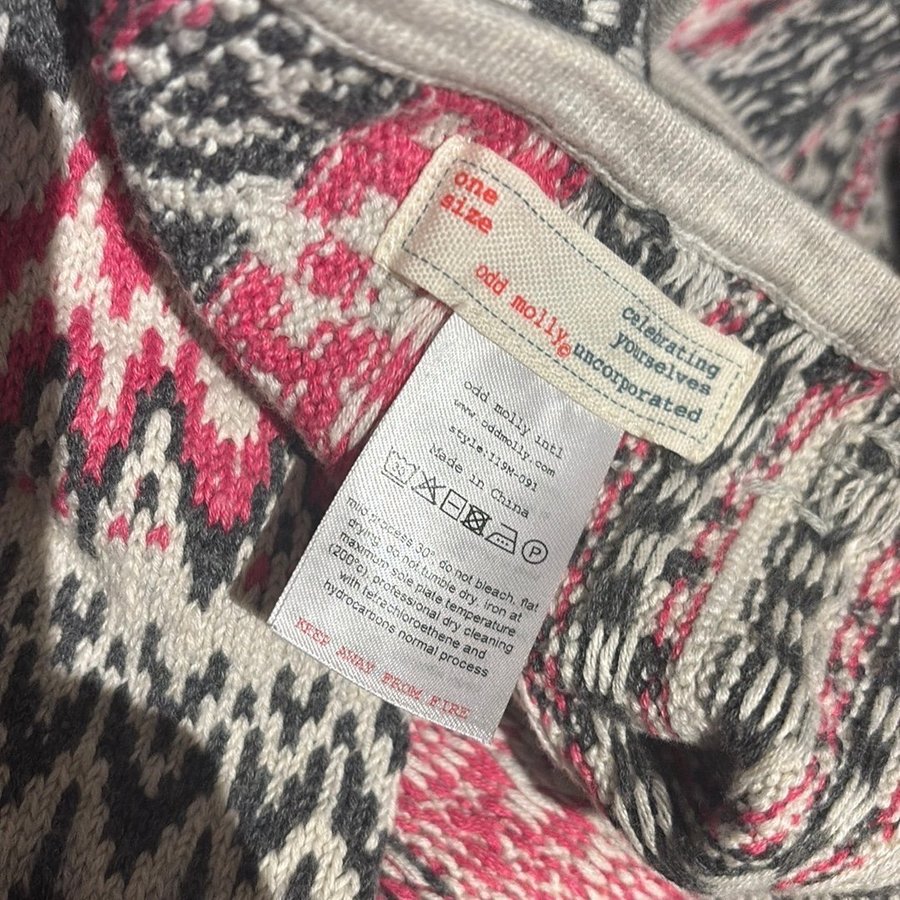 one
size
odd molly©
celebrating
yourselves
uncorporated
odd molly intl
www.oddmolly.com
style:119M-091
Made in China
30
P
mild process 30° do not bleach, flat
drying, do not tumble dry, iron at
maximum sole plate temperature
(200°c), professional dry cleaning
with tetrachloroethene and
hydrocarbons normal process
KEEP AWAY FROM FIRE